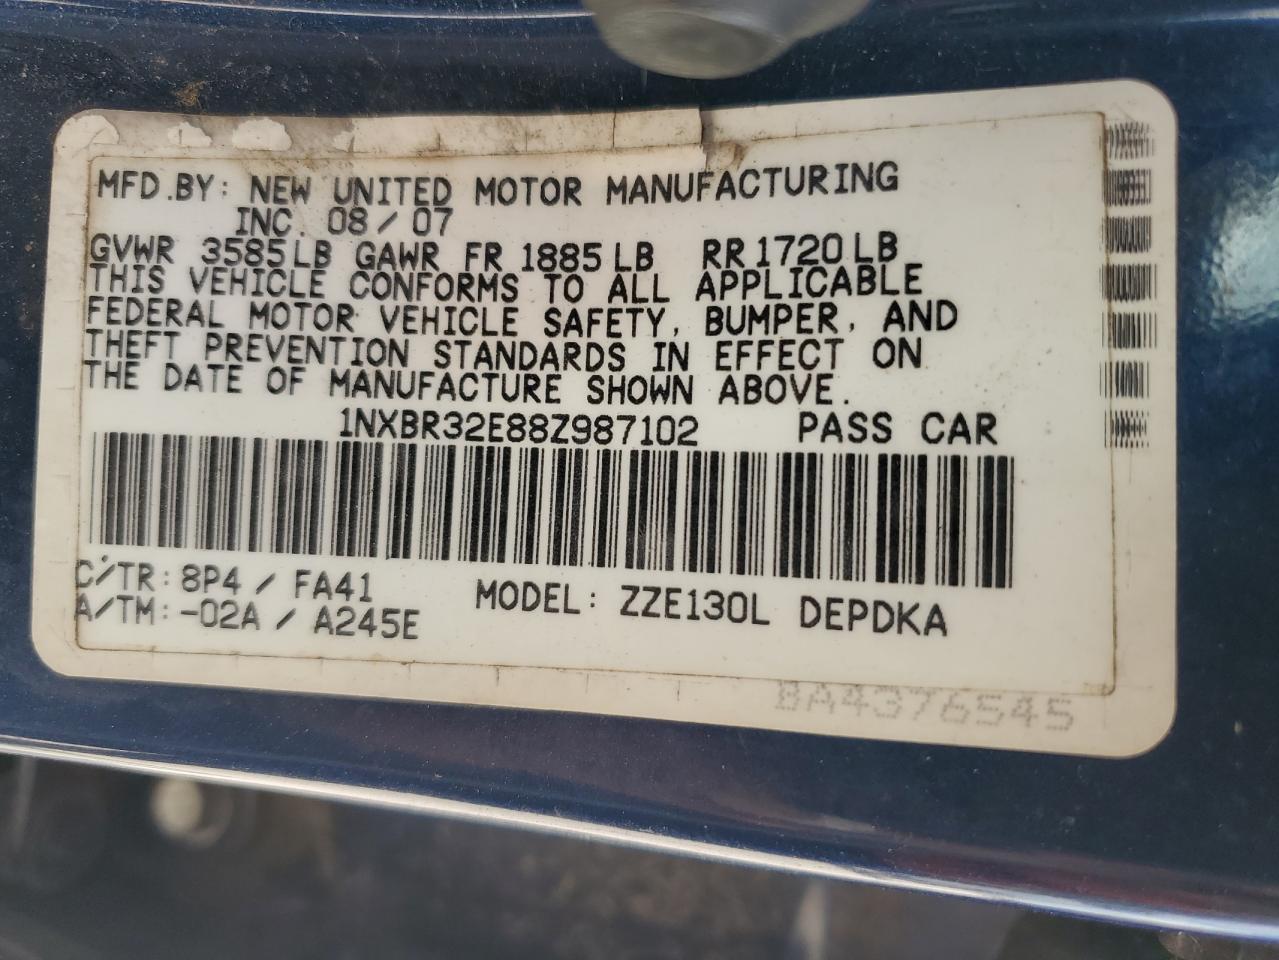 MFD.BY: NEW UNITED MOTOR MANUFACTURING
INC. 08/07
GVWR 3585LB GAWR FR 1885LB RR1720LB
THIS VEHICLE CONFORMS TO ALL APPLICABLE
FEDERAL MOTOR VEHICLE SAFETY, BUMPER, AND
THEFT PREVENTION STANDARDS IN EFFECT ON
THE DATE OF MANUFACTURE SHOWN ABOVE.
1NXBR32E88Z987102 PASS CAR
C/TR: 8P4 / FA41
A/TM: -02A / A245E
MODEL: ZZE130L DEPDKA
BA4376545